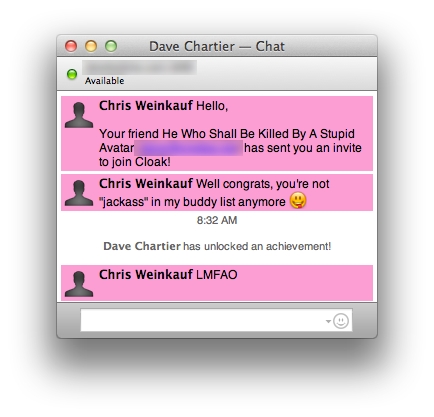 Dave Chartier — Chat
Available
Chris Weinkauf Hello,
Your friend He Who Shall Be Killed By A Stupid
Avatar has sent you an invite
to join Cloak!
Chris Weinkauf Well congrats, you're not
"jackass" in my buddy list anymore
8:32 AM
Dave Chartier has unlocked an achievement!
Chris Weinkauf LMFAO